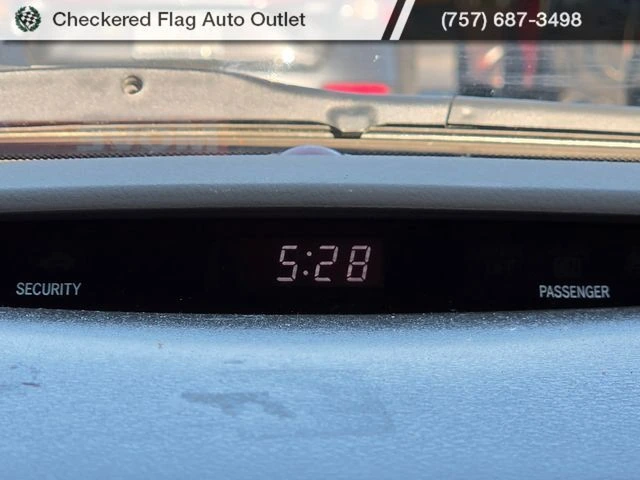 Checkered Flag Auto Outlet
(757) 687-3498
5:28
SECURITY
PASSENGER